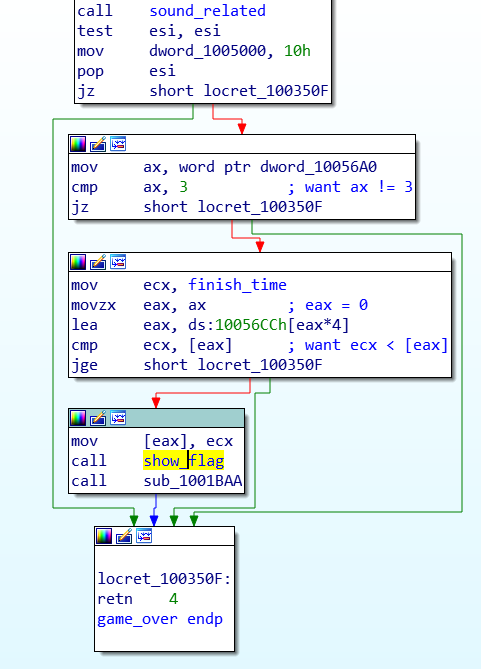 call sound_related
test esi, esi
mov dword_1005000, 10h
pop esi
jz short locret_100350F
mov ax, word ptr dword_10056A0
cmp ax, 3 ; want ax != 3
jz short locret_100350F
mov ecx, finish_time
movzx eax, ax ; eax = 0
lea eax, ds:10056CCh[eax*4]
cmp ecx, [eax] ; want ecx < [eax]
jge short locret_100350F
mov [eax], ecx
call show_flag
call sub_1001BAA
locret_100350F:
retn 4
game_over endp